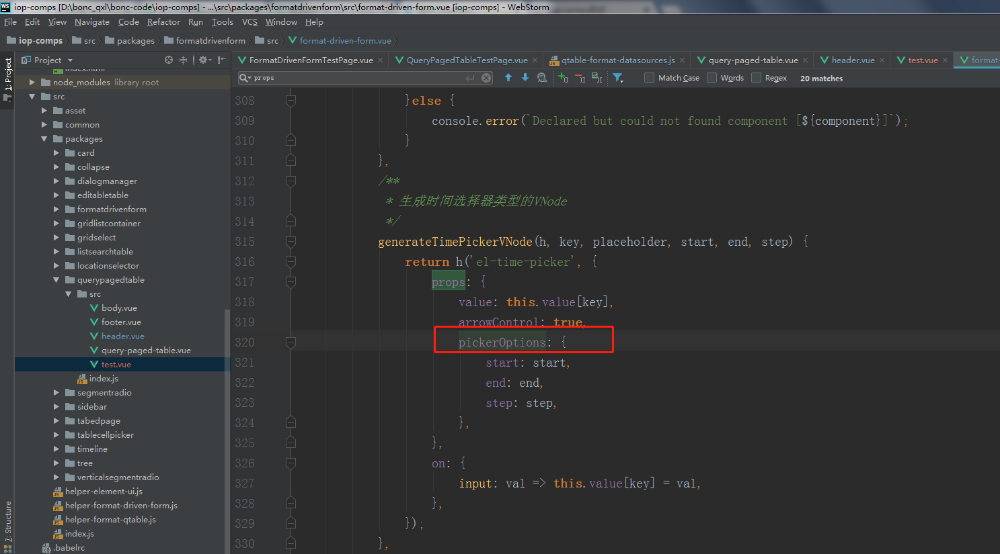 iop-comps [D:\bonc_qxl\bonc-code\iop-comps] - ...\src\packages\formatdrivenform\src\format-driven-form.vue [iop-comps] - WebStorm
File Edit View Navigate Code Refactor Run Tools VCS Window Help
iop-comps src packages formatdrivenform src format-driven-form.vue
Project
FormatDrivenFormTestPage.vue QueryPagedTableTestPage.vue qtable-format-datasources.js query-paged-table.vue header.vue test.vue format-
props Match Case Words Regex 20 matches
1: Project
7: Structure
index.html
node_modules library root
src
asset
common
packages
card
collapse
dialogmanager
editabletable
formatdrivenform
gridlistcontainer
gridselect
listsearchtable
locationselector
querypagedtable
src
body.vue
footer.vue
header.vue
query-paged-table.vue
test.vue
index.js
segmentradio
sidebar
tabedpage
tablecellpicker
timeline
tree
verticalsegmentradio
helper-element-ui.js
helper-format-driven-form.js
helper-format-qtable.js
index.js
.babelrc
308 }else {
309 console.error(`Declared but could not found component [${component}]`);
310 }
311 },
312 /**
313 * 生成时间选择器类型的VNode
314 */
315 generateTimePickerVNode(h, key, placeholder, start, end, step) {
316 return h('el-time-picker', {
317 props: {
318 value: this.value[key],
319 arrowControl: true,
320 pickerOptions: {
321 start: start,
322 end: end,
323 step: step,
324 },
325 },
326 on: {
327 input: val => this.value[key] = val,
328 },
329 });
330 },